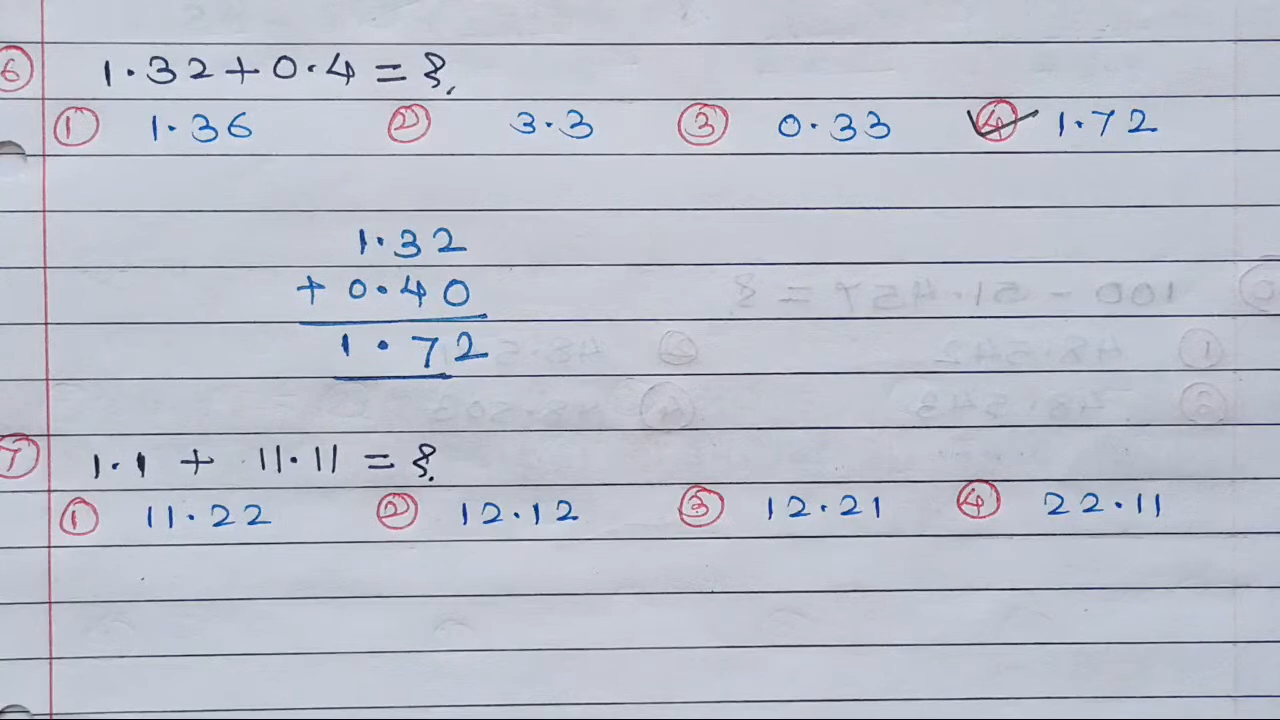 6 1.32 + 0.4 = ?
1 1.36 2 3.3 3 0.33 4 1.72
1.32
+ 0.40
1.72
7 1.1 + 11.11 = ?
1 11.22 2 12.12 3 12.21 4 22.11